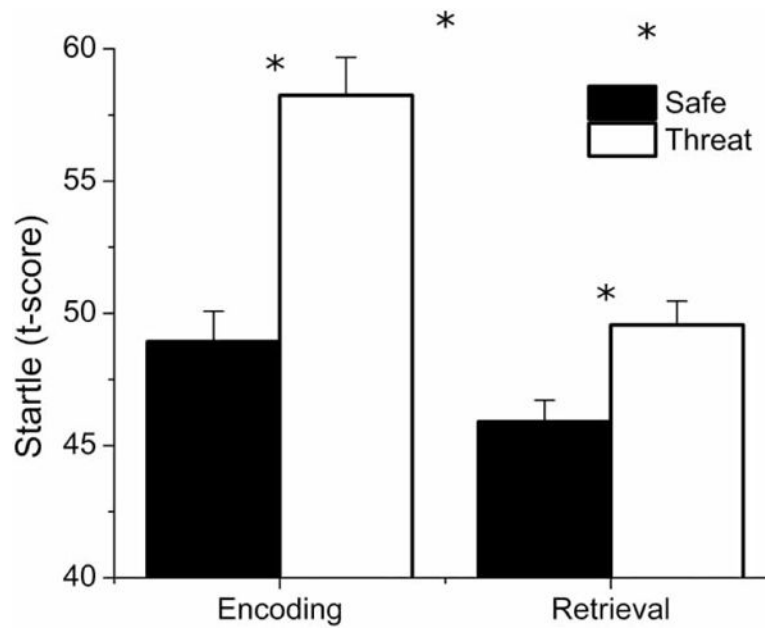 * *
60
*
Safe
Threat
55
Startle (t-score)
50
*
45
40
Encoding Retrieval